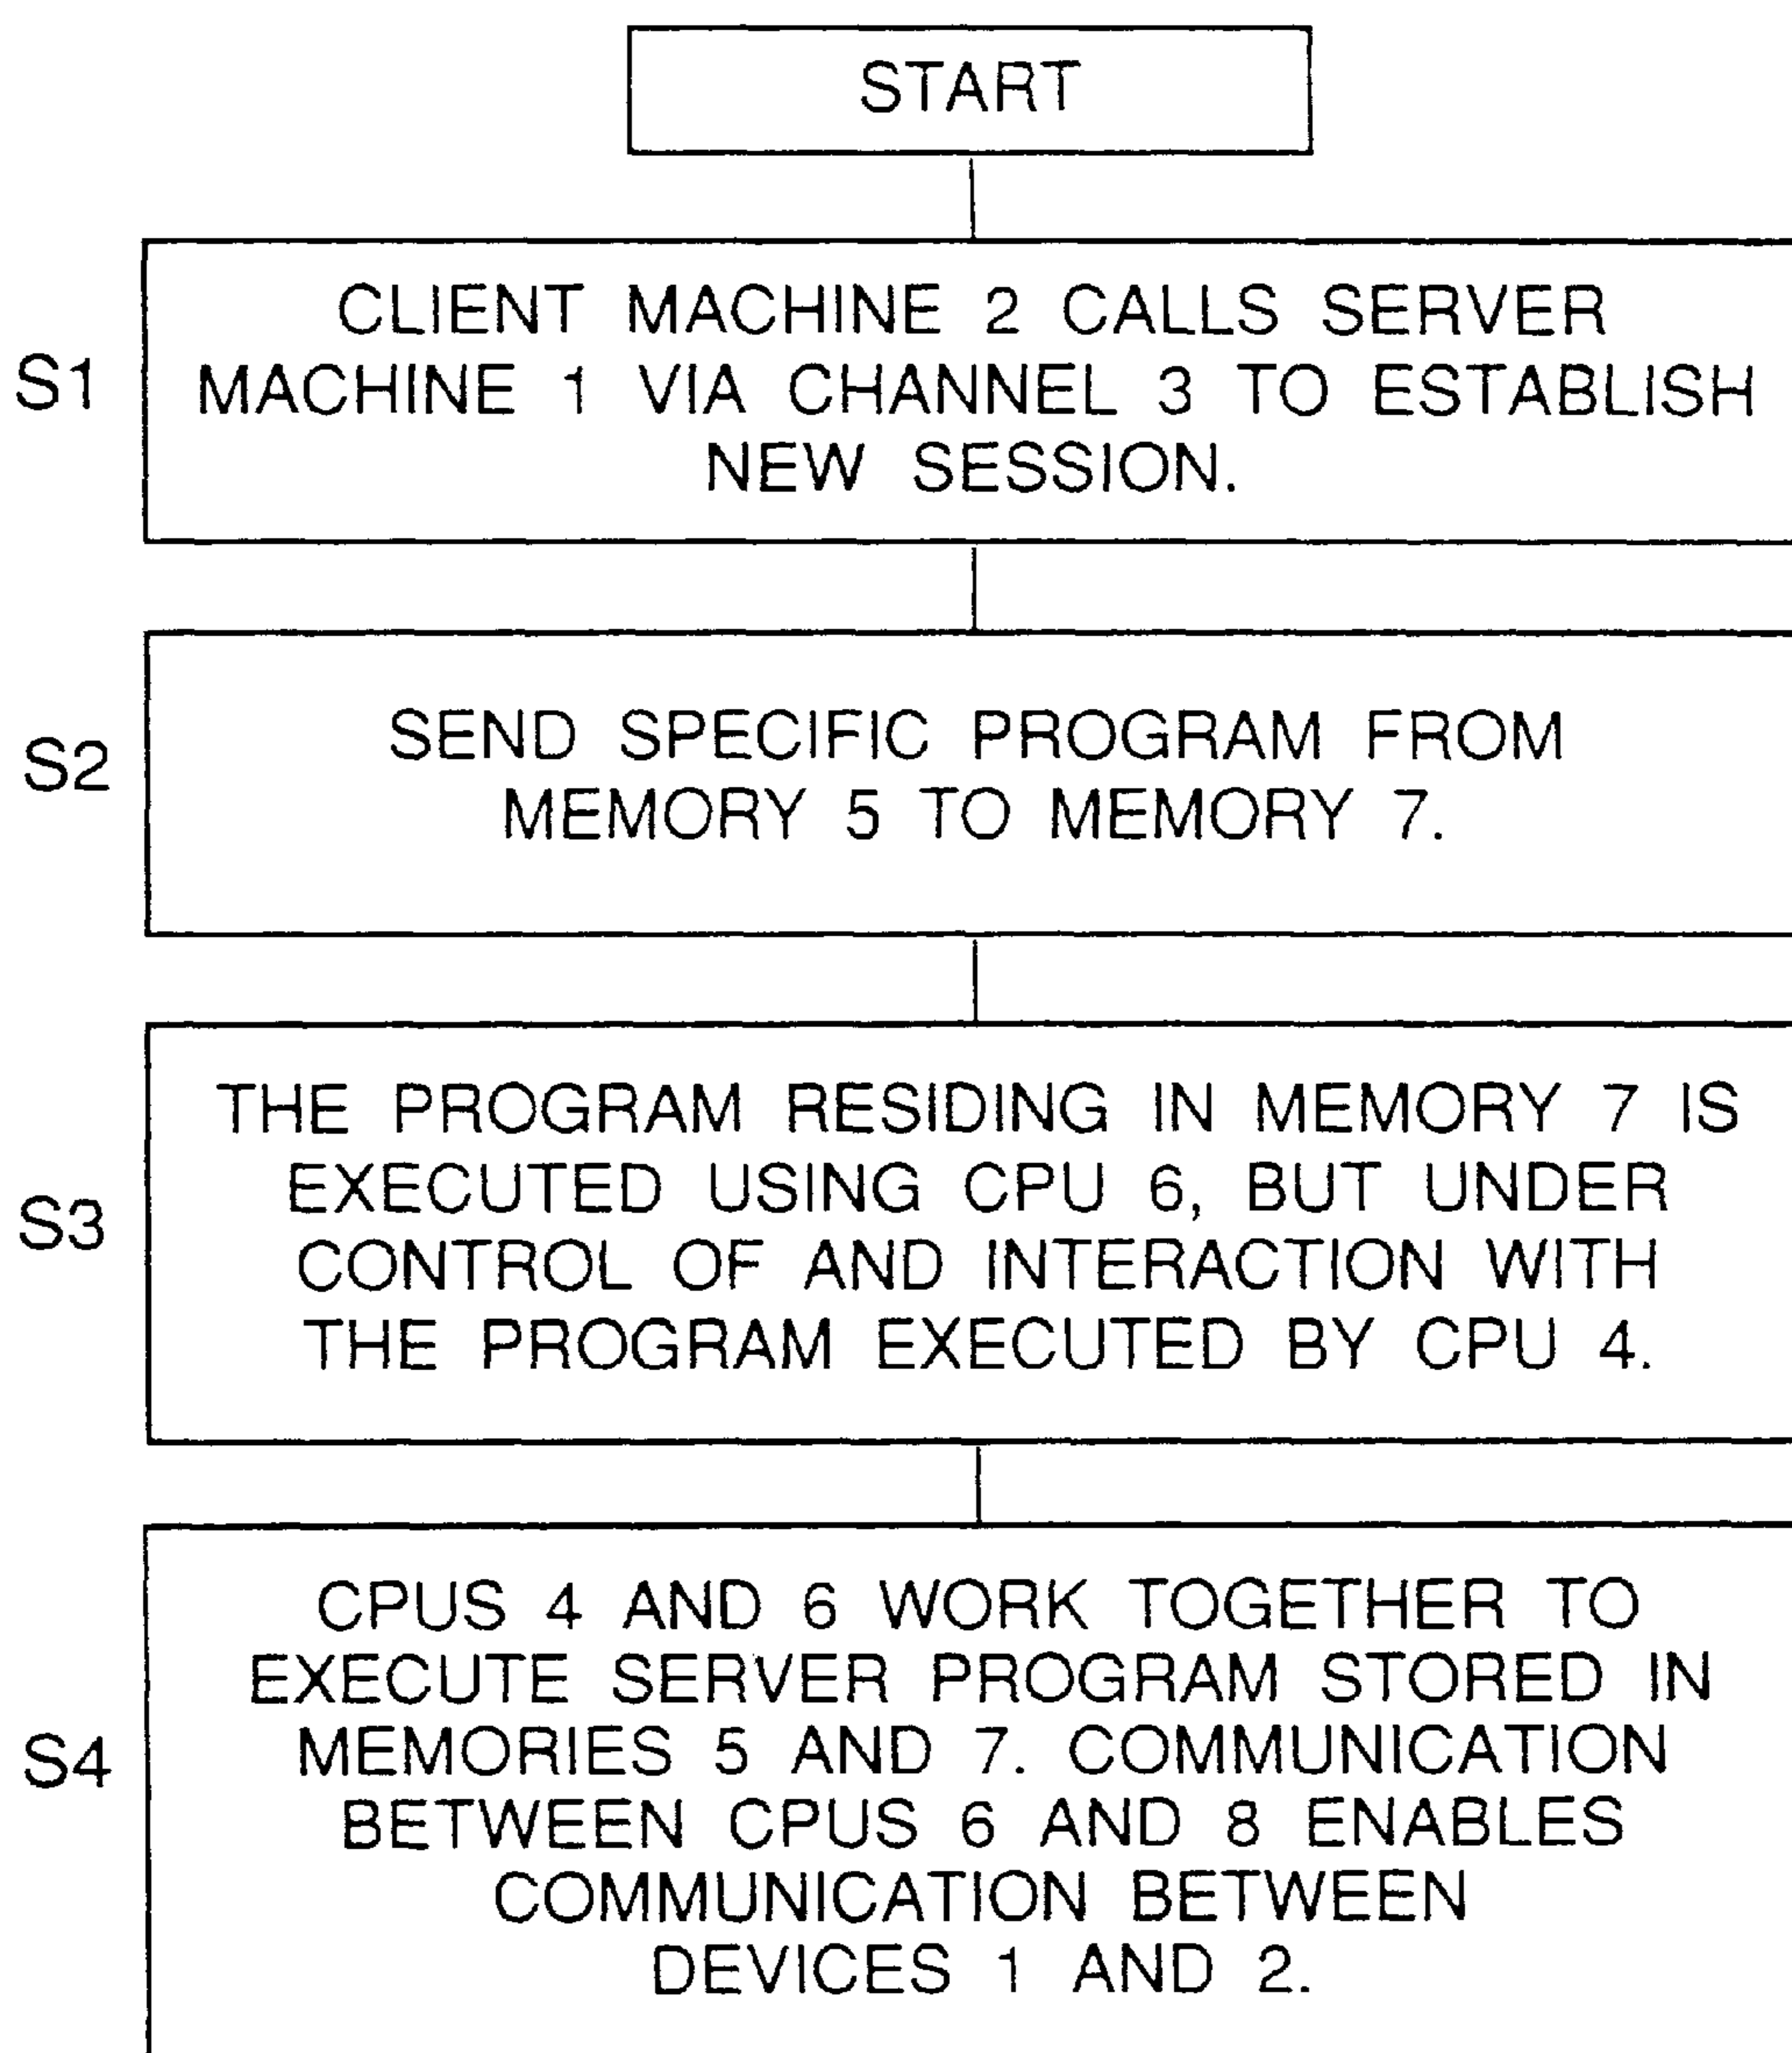 START
S1
CLIENT MACHINE 2 CALLS SERVER
MACHINE 1 VIA CHANNEL 3 TO ESTABLISH
NEW SESSION.
S2
SEND SPECIFIC PROGRAM FROM
MEMORY 5 TO MEMORY 7.
S3
THE PROGRAM RESIDING IN MEMORY 7 IS
EXECUTED USING CPU 6, BUT UNDER
CONTROL OF AND INTERACTION WITH
THE PROGRAM EXECUTED BY CPU 4.
S4
CPUS 4 AND 6 WORK TOGETHER TO
EXECUTE SERVER PROGRAM STORED IN
MEMORIES 5 AND 7. COMMUNICATION
BETWEEN CPUS 6 AND 8 ENABLES
COMMUNICATION BETWEEN
DEVICES 1 AND 2.